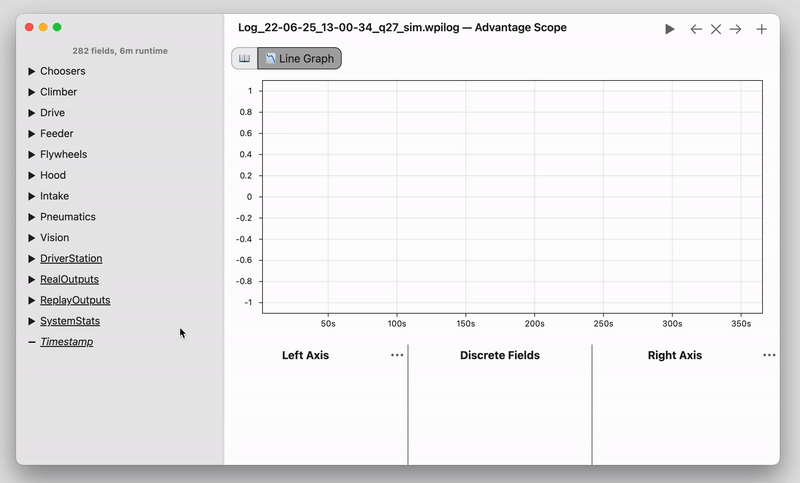 Log_22-06-25_13-00-34_q27_sim.wpilog — Advantage Scope
282 fields, 6m runtime
Choosers
Climber
Drive
Feeder
Flywheels
Hood
Intake
Pneumatics
Vision
DriverStation
RealOutputs
ReplayOutputs
SystemStats
Timestamp
Line Graph
1
0.8
0.6
0.4
0.2
0
-0.2
-0.4
-0.6
-0.8
-1
50s 100s 150s 200s 250s 300s 350s
Left Axis
Discrete Fields
Right Axis